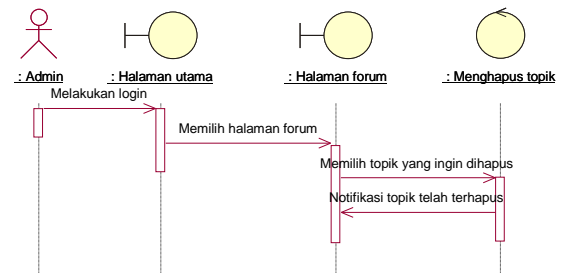 : Admin
: Halaman utama
: Halaman forum
: Menghapus topik
Melakukan login
Memilih halaman forum
Memilih topik yang ingin dihapus
Notifikasi topik telah terhapus